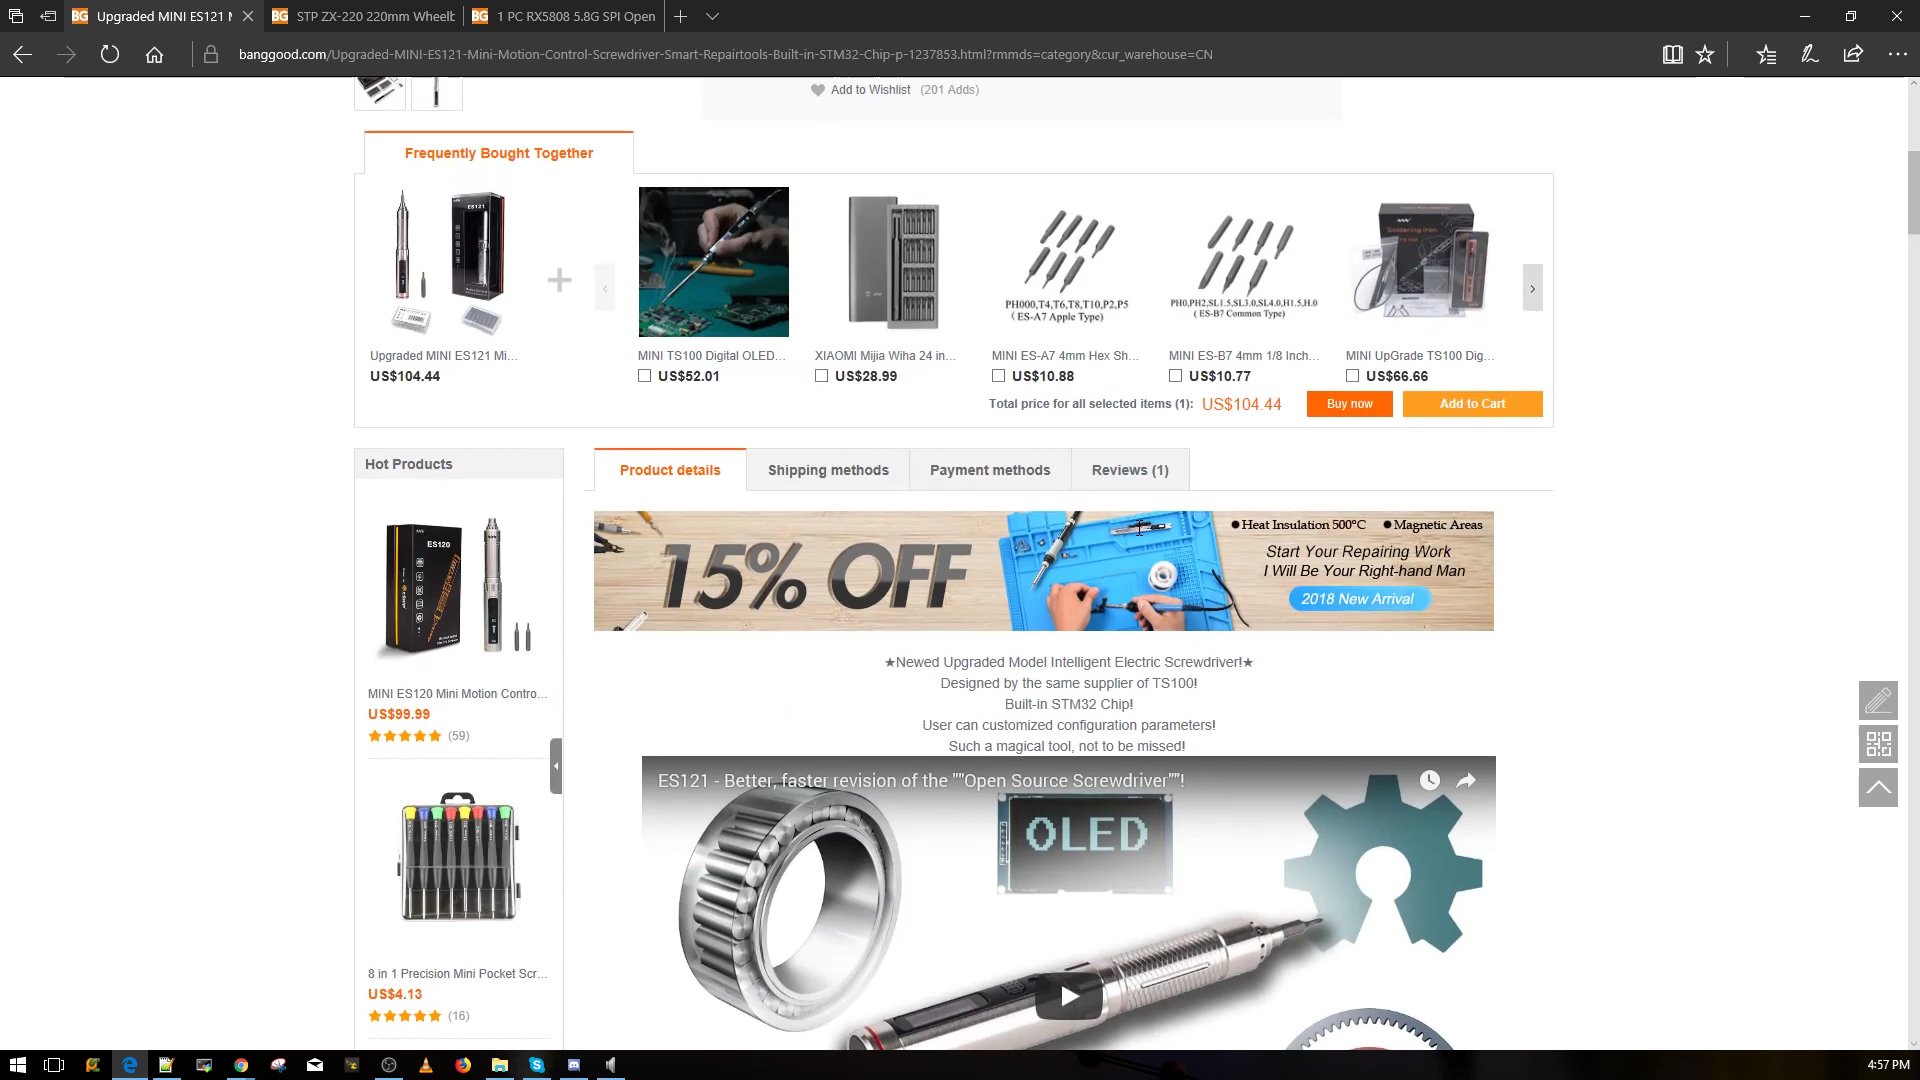 Upgraded MINI ES121 M
STP ZX-220 220mm Wheelb
1 PC RX5808 5.8G SPI Open
banggood.com/Upgraded-MINI-ES121-Mini-Motion-Control-Screwdriver-Smart-Repairtools-Built-in-STM32-Chip-p-1237853.html?rmmds=category&cur_warehouse=CN
Add to Wishlist (201 Adds)
Frequently Bought Together
ES121
PH000,T4,T6,T8,T10,P2,P5
(ES-A7 Apple Type)
PH0,PH2,SL1.5,SL3.0,SL4.0,H1.5,H3.0
( ES-B7 Common Type)
Soldering iron
TS100
Upgraded MINI ES121 Mi...
MINI TS100 Digital OLED...
XIAOMI Mijia Wiha 24 in...
MINI ES-A7 4mm Hex Sh...
MINI ES-B7 4mm 1/8 Inch...
MINI UpGrade TS100 Dig...
US$104.44
US$52.01
US$28.99
US$10.88
US$10.77
US$66.66
Total price for all selected items (1): US$104.44
Buy now
Add to Cart
Hot Products
Product details
Shipping methods
Payment methods
Reviews (1)
15% OFF
Heat Insulation 500°C
Magnetic Areas
Start Your Repairing Work
I Will Be Your Right-hand Man
2018 New Arrival
ES120
MINI ES120 Mini Motion Contro...
US$99.99
(59)
8 in 1 Precision Mini Pocket Scr...
US$4.13
(16)
★Newed Upgraded Model Intelligent Electric Screwdriver!★
Designed by the same supplier of TS100!
Built-in STM32 Chip!
User can customized configuration parameters!
Such a magical tool, not to be missed!
ES121 - Better, faster revision of the ""Open Source Screwdriver""!
OLED
4:57 PM